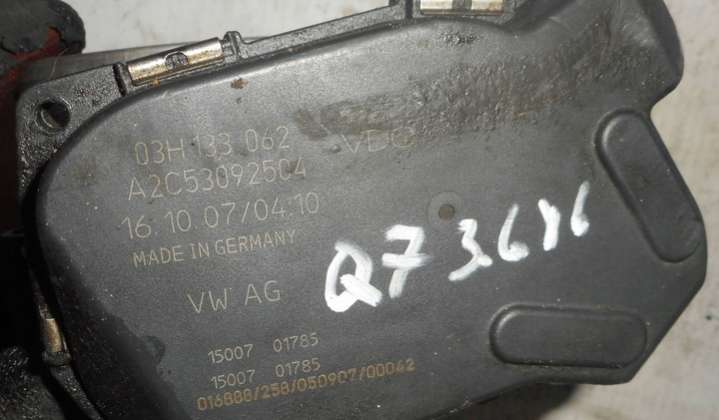 03H 133 062 VDO
A2C53092504
16.10.07/04:10
MADE IN GERMANY
VW AG
Q7 3.6
15007 01785
15007 01785
016888/258/050907/00042